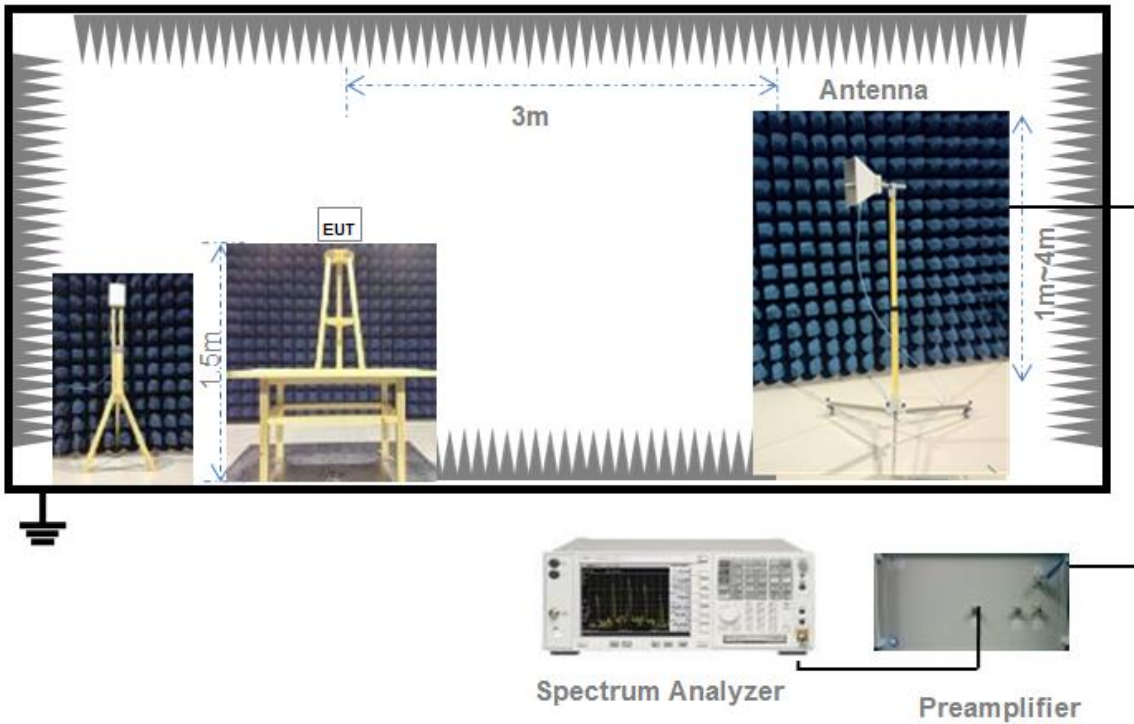 Antenna
3m
EUT
1.5m
1m~4m
Spectrum Analyzer
Preamplifier